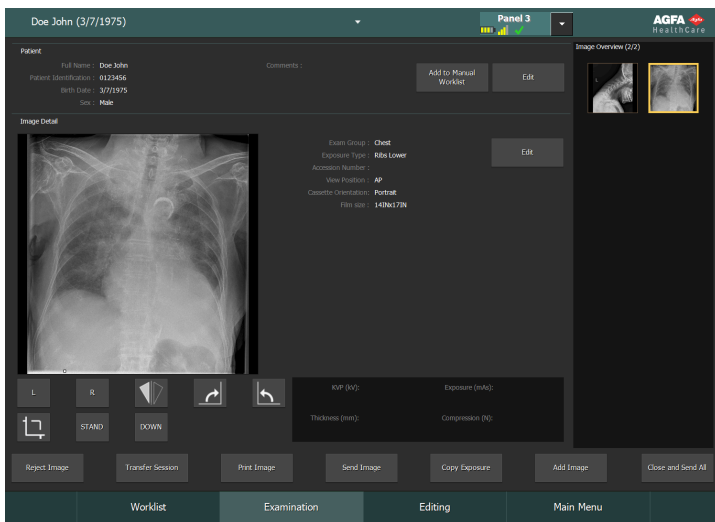 Doe John (3/7/1975)
Panel 3
AGFA
HealthCare
Patient
Full Name : Doe John
Patient Identification : 0123456
Birth Date : 3/7/1975
Sex : Male
Comments :
Add to Manual
Worklist
Edit
Image Overview (2/2)
L
Image Detail
Exam Group : Chest
Exposure Type : Ribs Lower
Accession Number :
View Position : AP
Cassette Orientation: Portrait
Film size : 14INx17IN
Edit
L
R
STAND
DOWN
KVP (kV):
Exposure (mAs):
Thickness (mm):
Compression (N):
Reject Image
Transfer Session
Print Image
Send Image
Copy Exposure
Add Image
Close and Send All
Worklist
Examination
Editing
Main Menu